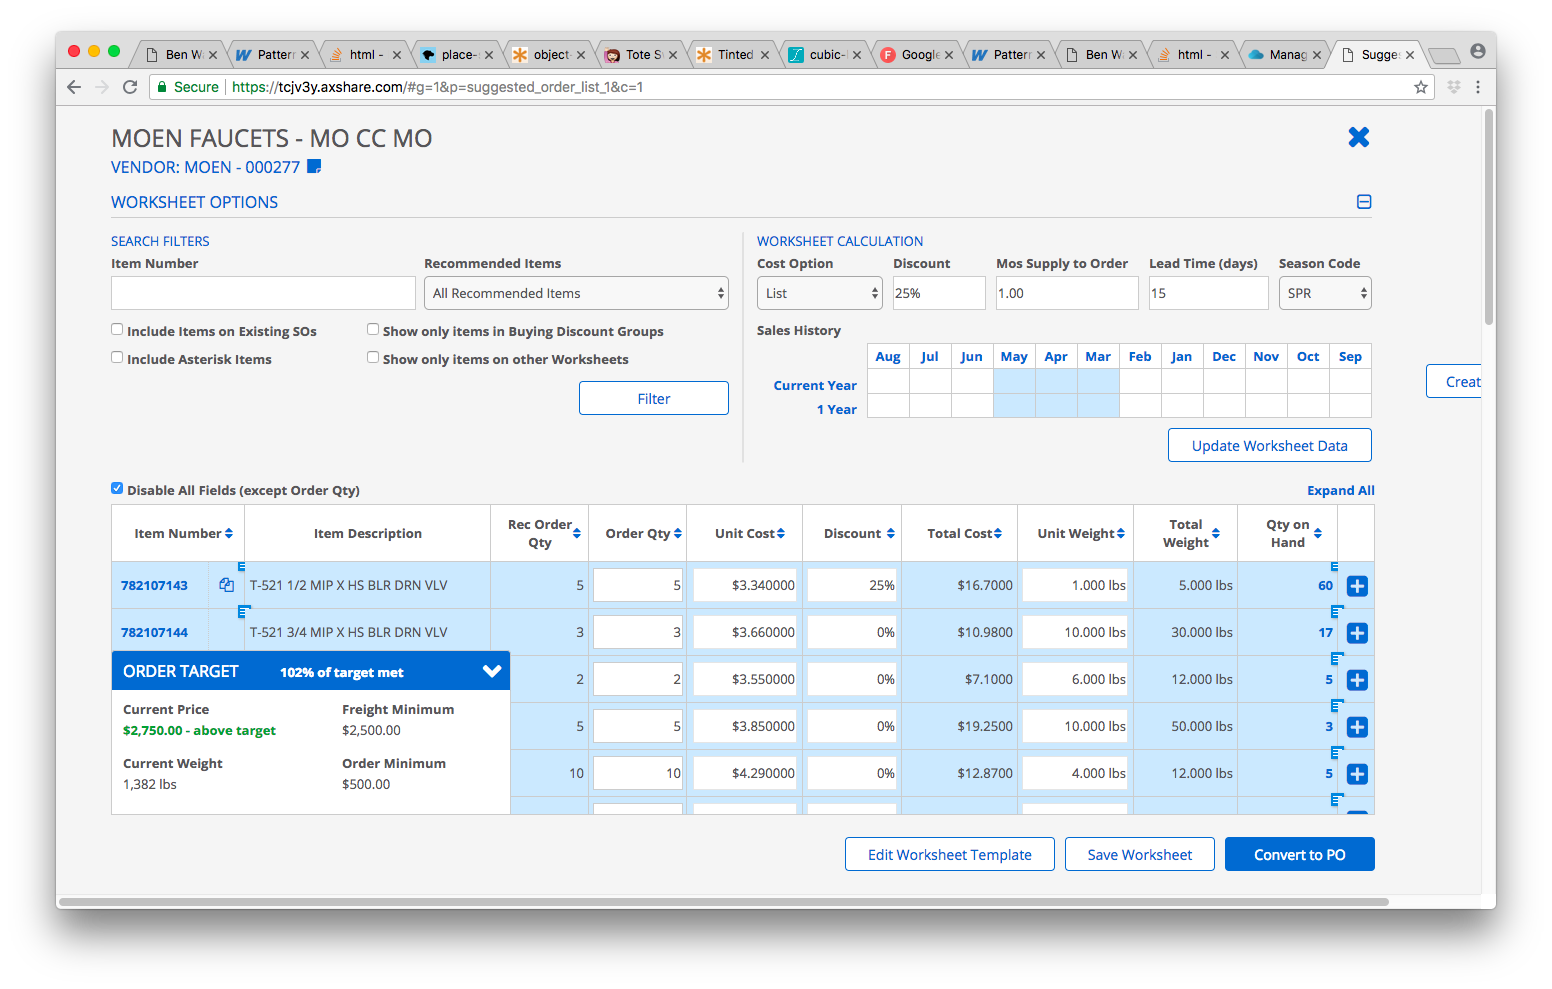 Ben Wa
Pattern
html -
place-
object-
Tote S
Tinted
cubic-
Google
Pattern
Ben Wa
html -
Manag
Sugges
Secure
https://tcjv3y.axshare.com/#g=1&p=suggested_order_list_1&c=1
MOEN FAUCETS - MO CC MO
VENDOR: MOEN - 000277
WORKSHEET OPTIONS
SEARCH FILTERS
Item Number
Recommended Items
All Recommended Items
Include Items on Existing SOs
Show only items in Buying Discount Groups
Include Asterisk Items
Show only items on other Worksheets
Filter
WORKSHEET CALCULATION
Cost Option Discount Mos Supply to Order Lead Time (days) Season Code
List 25% 1.00 15 SPR
Sales History
Aug Jul Jun May Apr Mar Feb Jan Dec Nov Oct Sep
Current Year
1 Year
Creat
Update Worksheet Data
Disable All Fields (except Order Qty)
Expand All
Item Number Item Description Rec Order Qty Order Qty Unit Cost Discount Total Cost Unit Weight Total Weight Qty on Hand
782107143 T-521 1/2 MIP X HS BLR DRN VLV 5 5 $3.340000 25% $16.7000 1.000 lbs 5.000 lbs 60
782107144 T-521 3/4 MIP X HS BLR DRN VLV 3 3 $3.660000 0% $10.9800 10.000 lbs 30.000 lbs 17
2 2 $3.550000 0% $7.1000 6.000 lbs 12.000 lbs 5
5 5 $3.850000 0% $19.2500 10.000 lbs 50.000 lbs 3
10 10 $4.290000 0% $12.8700 4.000 lbs 12.000 lbs 5
ORDER TARGET 102% of target met
Current Price Freight Minimum
$2,750.00 - above target $2,500.00
Current Weight Order Minimum
1,382 lbs $500.00
Edit Worksheet Template
Save Worksheet
Convert to PO